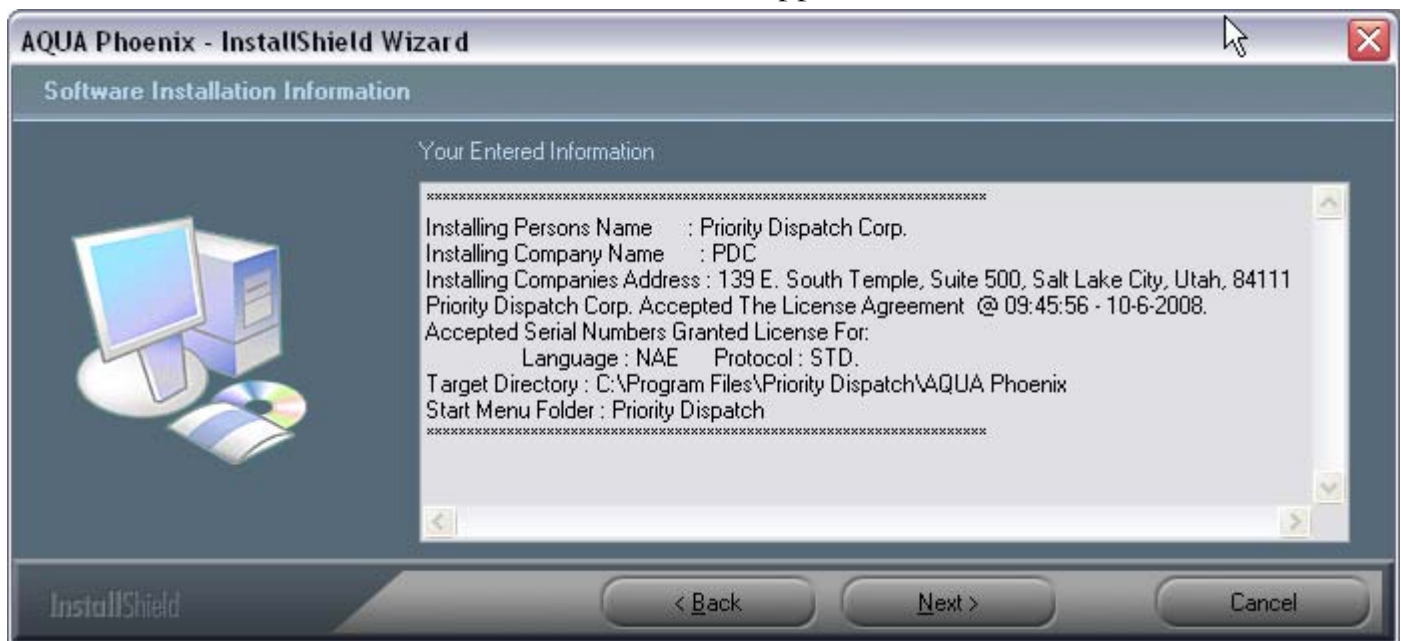 AQUA Phoenix - InstallShield Wizard
Software Installation Information
Your Entered Information
Installing Persons Name : Priority Dispatch Corp.
Installing Company Name : PDC
Installing Companies Address : 139 E. South Temple, Suite 500, Salt Lake City, Utah, 84111
Priority Dispatch Corp. Accepted The License Agreement @ 09:45:56 - 10-6-2008.
Accepted Serial Numbers Granted License For:
Language : NAE Protocol : STD.
Target Directory : C:\Program Files\Priority Dispatch\AQUA Phoenix
Start Menu Folder : Priority Dispatch
InstallShield
< Back
Next >
Cancel